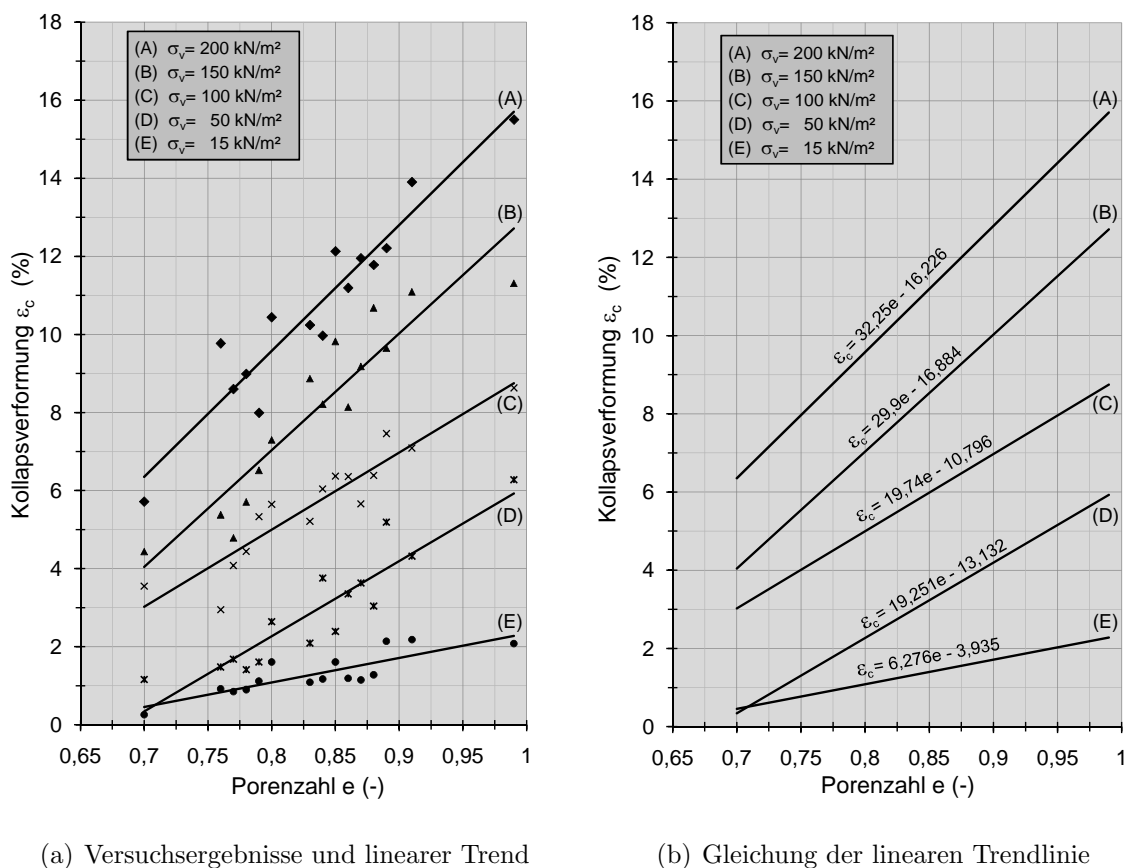 Kollapsverformung εc (%)
18
16
14
12
10
8
6
4
2
0
(A) σv= 200 kN/m²
(B) σv= 150 kN/m²
(C) σv= 100 kN/m²
(D) σv= 50 kN/m²
(E) σv= 15 kN/m²
(A)
(B)
(C)
(D)
(E)
0,65 0,7 0,75 0,8 0,85 0,9 0,95 1
Porenzahl e (-)
(a) Versuchsergebnisse und linearer Trend
Kollapsverformung εc (%)
18
16
14
12
10
8
6
4
2
0
(A) σv= 200 kN/m²
(B) σv= 150 kN/m²
(C) σv= 100 kN/m²
(D) σv= 50 kN/m²
(E) σv= 15 kN/m²
(A)
εc = 32,25e - 16,226
(B)
εc = 29,9e - 16,884
(C)
εc = 19,74e - 10,796
(D)
εc = 19,251e - 13,132
(E)
εc = 6,276e - 3,935
0,65 0,7 0,75 0,8 0,85 0,9 0,95 1
Porenzahl e (-)
(b) Gleichung der linearen Trendlinie